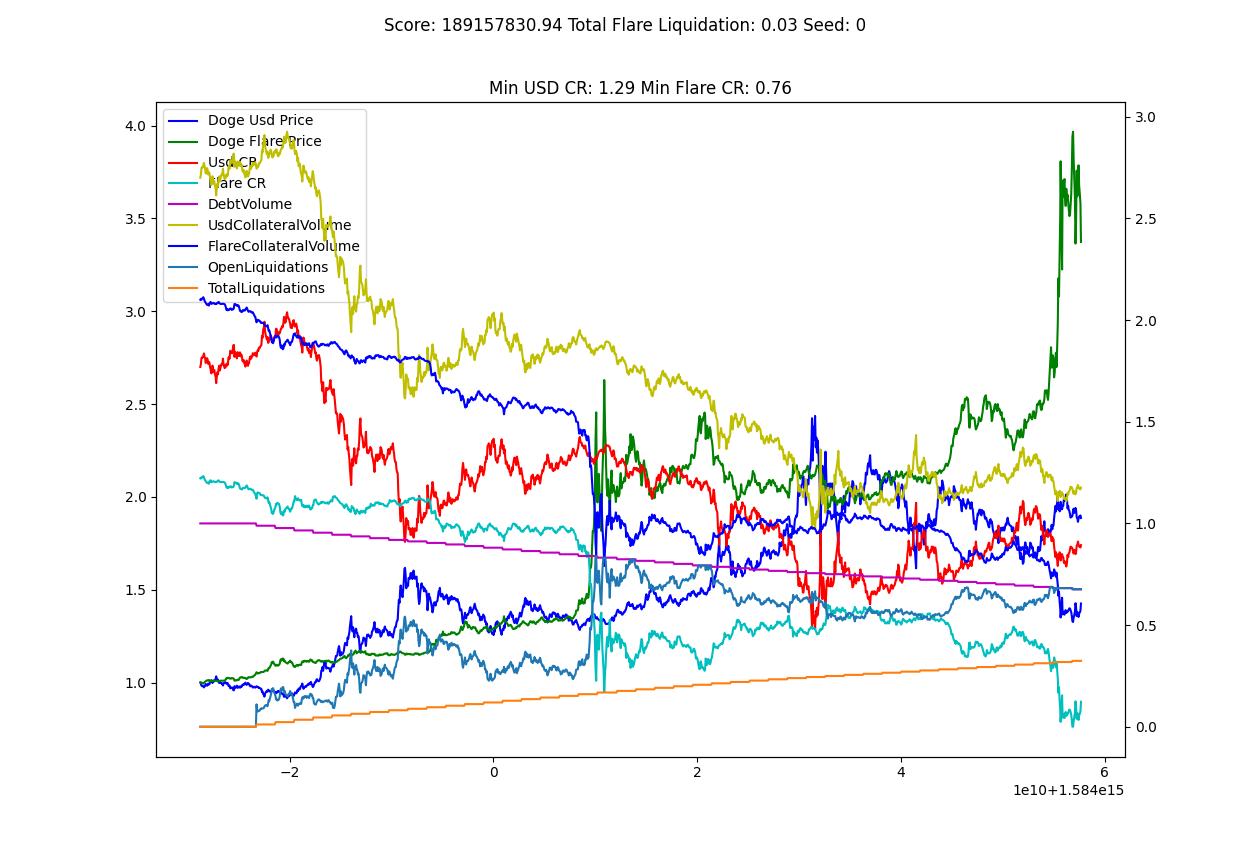 Score: 189157830.94 Total Flare Liquidation: 0.03 Seed: 0
Min USD CR: 1.29 Min Flare CR: 0.76
Doge Usd Price
Doge Flare Price
Usd CR
Flare CR
DebtVolume
UsdCollateralVolume
FlareCollateralVolume
OpenLiquidations
TotalLiquidations
4.0
3.5
3.0
2.5
2.0
1.5
1.0
3.0
2.5
2.0
1.5
1.0
0.5
0.0
−2 0 2 4 6
1e10+1.584e15